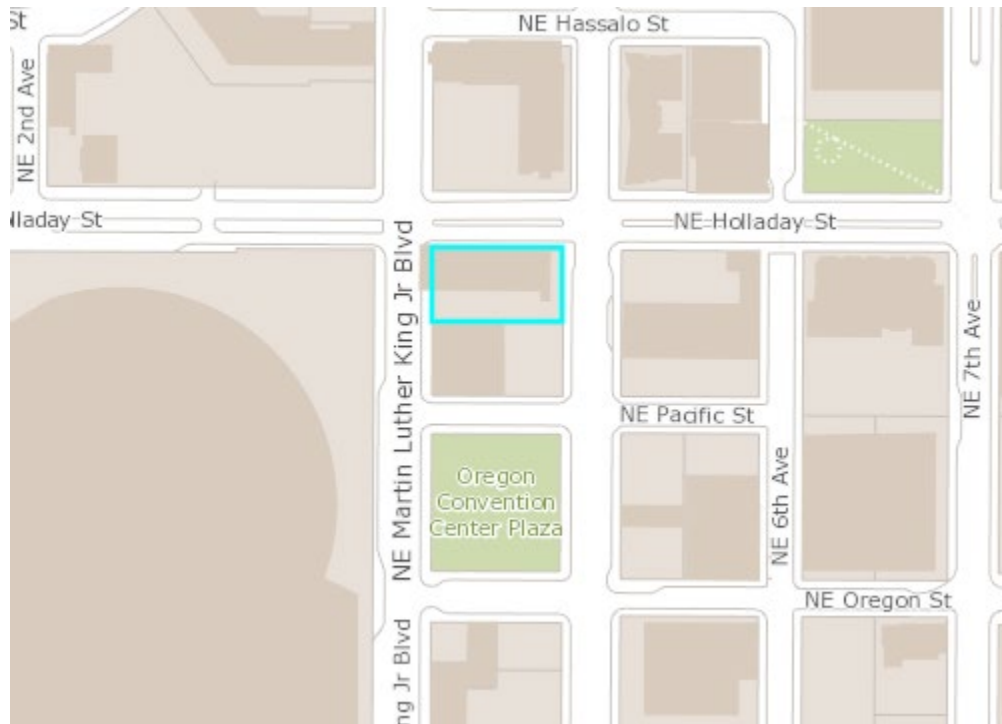 St
NE Hassalo St
NE 2nd Ave
lladay St
NE Holladay St
NE Martin Luther King Jr Blvd
NE 7th Ave
NE Pacific St
Oregon
Convention
Center Plaza
NE 6th Ave
NE Oregon St
ng Jr Blvd